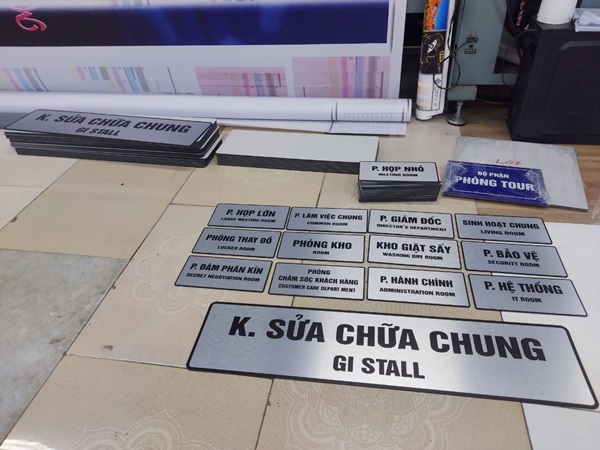 K. SỬA CHỮA CHUNG
GI STALL
P. HỌP NHỎ
MEETING ROOM
BỘ PHẬN
PHÒNG TOUR
P. HỌP LỚN
LARGE MEETING ROOM
P. LÀM VIỆC CHUNG
COMMON ROOM
P. GIÁM ĐỐC
DIRECTOR'S DEPARTMENT
SINH HOẠT CHUNG
LIVING ROOM
PHÒNG THAY ĐỒ
LOCKER ROOM
PHÒNG KHO
ROOM
KHO GIẶT SẤY
WASHING DRY ROOM
P. BẢO VỆ
SECURITY ROOM
P. ĐÀM PHÁN KÍN
SECRET NEGOTIATION ROOM
PHÒNG
CHĂM SÓC KHÁCH HÀNG
CUSTOMER CARE DEPARTMENT
P. HÀNH CHÍNH
ADMINISTRATION ROOM
P. HỆ THỐNG
IT ROOM
K. SỬA CHỮA CHUNG
GI STALL